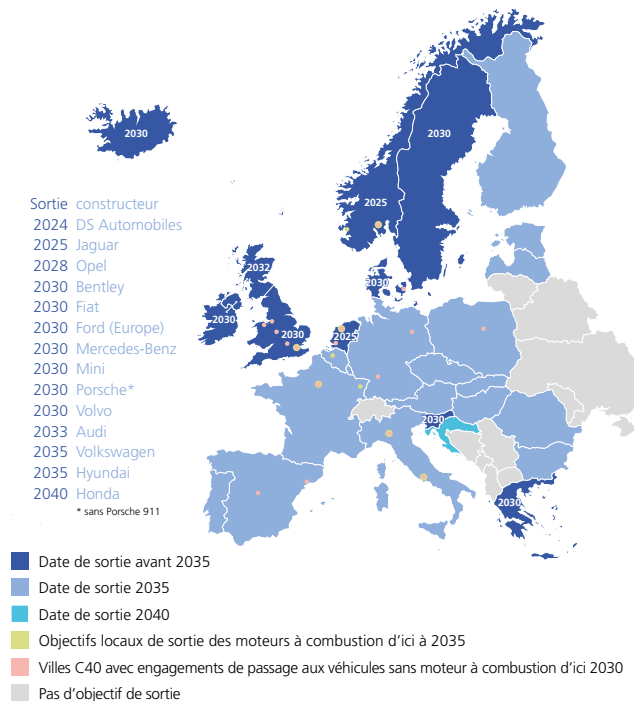 2030
2030
2025
2032
2030
2030
2030
2025
2030
2030
Sortie constructeur
2024 DS Automobiles
2025 Jaguar
2028 Opel
2030 Bentley
2030 Fiat
2030 Ford (Europe)
2030 Mercedes-Benz
2030 Mini
2030 Porsche*
2030 Volvo
2033 Audi
2035 Volkswagen
2035 Hyundai
2040 Honda
* sans Porsche 911
Date de sortie avant 2035
Date de sortie 2035
Date de sortie 2040
Objectifs locaux de sortie des moteurs à combustion d'ici à 2035
Villes C40 avec engagements de passage aux véhicules sans moteur à combustion d'ici 2030
Pas d'objectif de sortie